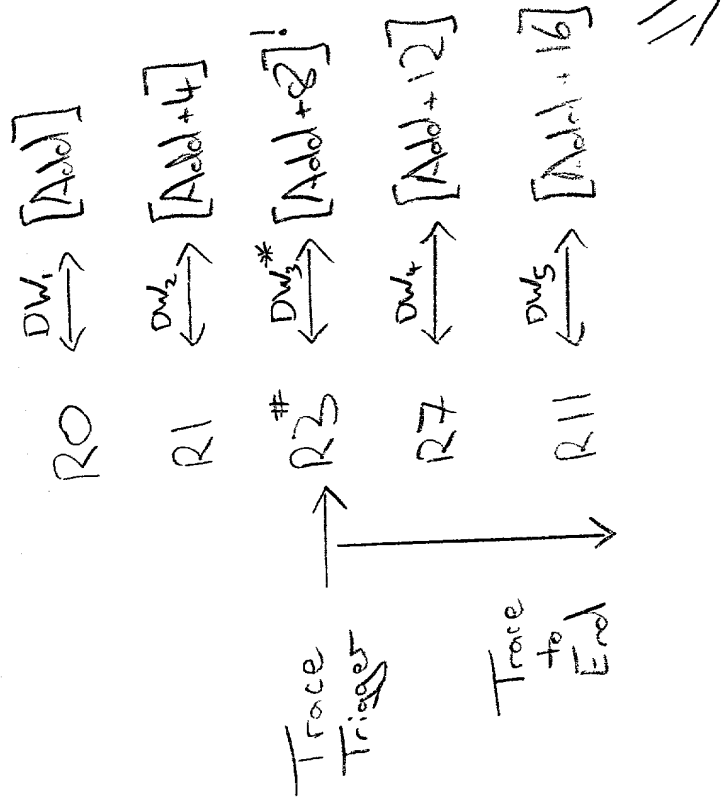 R0 DW1 [Add]
R1 DW2 [Add+4]
R3# DW3* [Add+8]!
R7 DW4 [Add+12]
R11 DW5 [Add+16]
Trace
Trigger
Trace
to
End